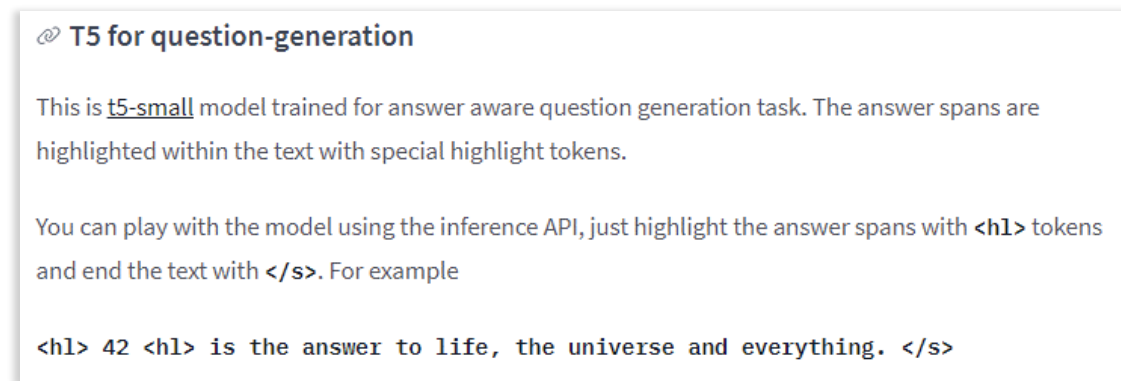 T5 for question-generation
This is t5-small model trained for answer aware question generation task. The answer spans are
highlighted within the text with special highlight tokens.
You can play with the model using the inference API, just highlight the answer spans with <hl> tokens
and end the text with </s>. For example
<hl> 42 <hl> is the answer to life, the universe and everything. </s>